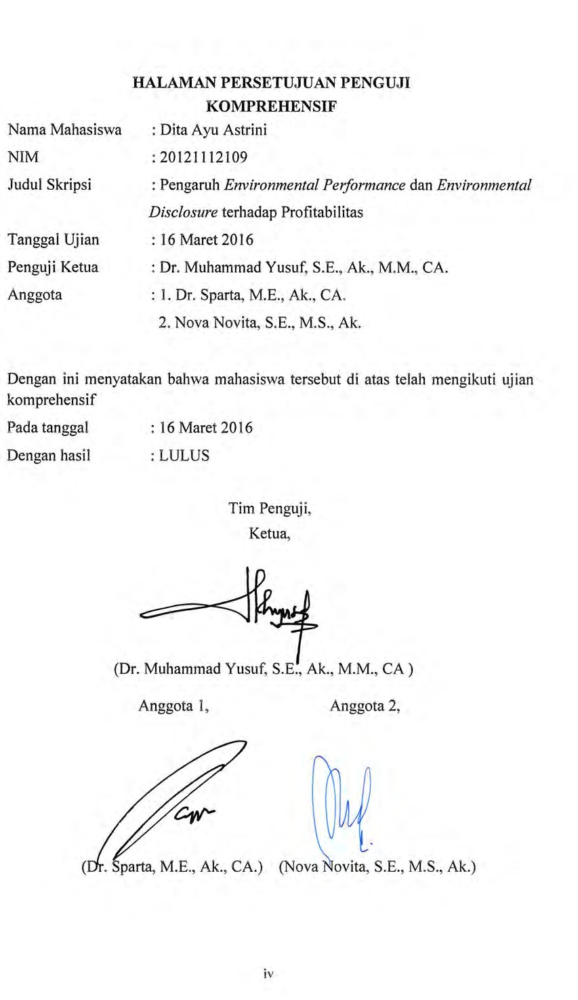 HALAMAN PERSETUJUAN PENGUJI
KOMPREHENSIF
Nama Mahasiswa : Dita Ayu Astrini
NIM : 20121112109
Judul Skripsi : Pengaruh Environmental Performance dan Environmental
Disclosure terhadap Profitabilitas
Tanggal Ujian : 16 Maret 2016
Penguji Ketua : Dr. Muhammad Yusuf, S.E., Ak., M.M., CA.
Anggota : 1. Dr. Sparta, M.E., Ak., CA.
2. Nova Novita, S.E., M.S., Ak.
Dengan ini menyatakan bahwa mahasiswa tersebut di atas telah mengikuti ujian
komprehensif
Pada tanggal : 16 Maret 2016
Dengan hasil : LULUS
Tim Penguji,
Ketua,
(Dr. Muhammad Yusuf, S.E., Ak., M.M., CA )
Anggota 1, Anggota 2,
(Dr. Sparta, M.E., Ak., CA.) (Nova Novita, S.E., M.S., Ak.)
iv